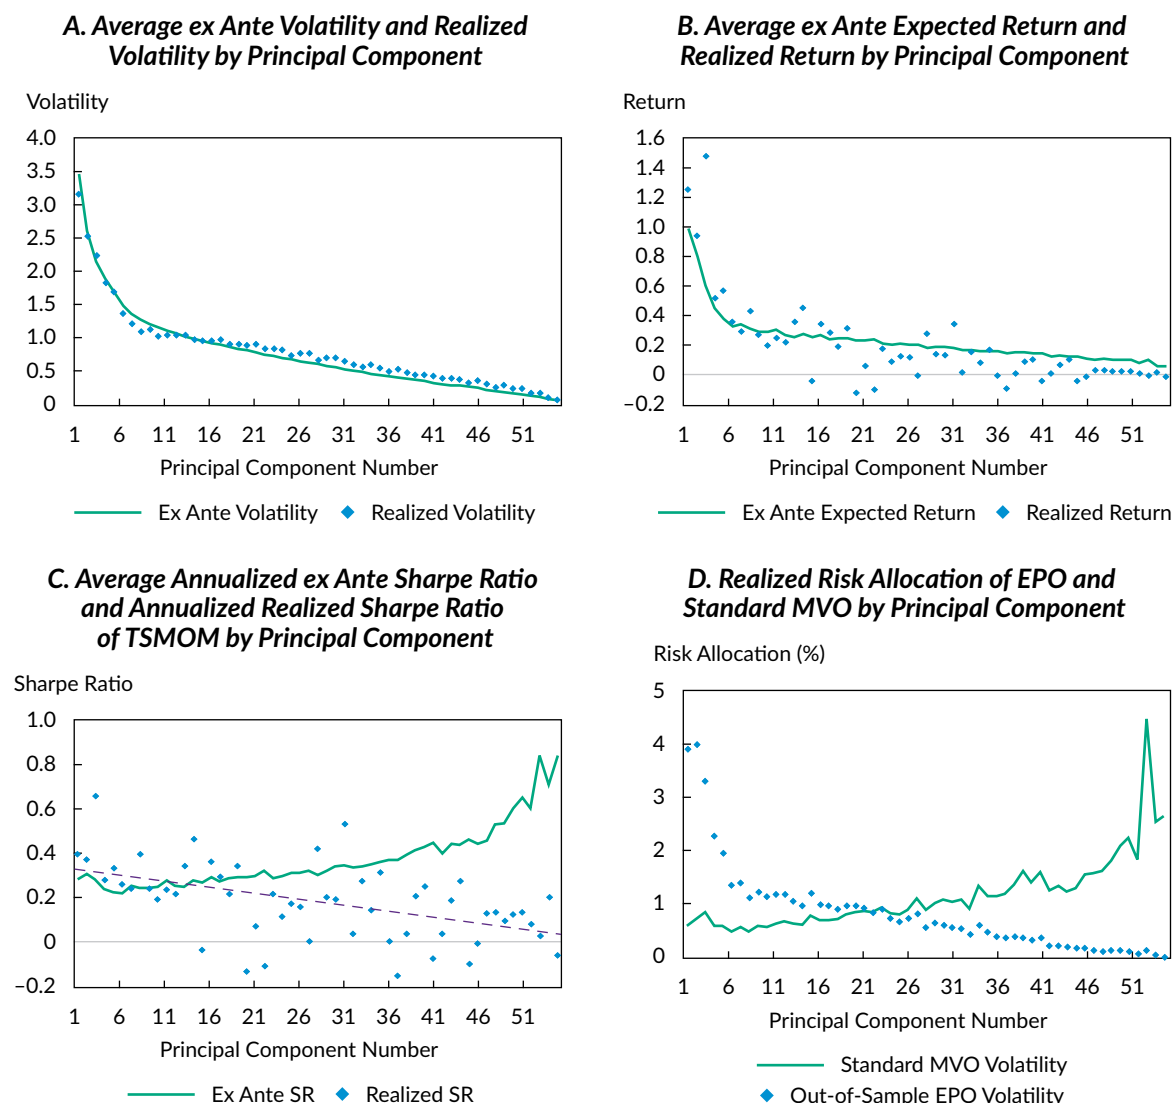 A. Average ex Ante Volatility and Realized
Volatility by Principal Component
Volatility
4.0
3.5
3.0
2.5
2.0
1.5
1.0
0.5
0
1 6 11 16 21 26 31 36 41 46 51
Principal Component Number
Ex Ante Volatility Realized Volatility
B. Average ex Ante Expected Return and
Realized Return by Principal Component
Return
1.6
1.4
1.2
1.0
0.8
0.6
0.4
0.2
0
–0.2
1 6 11 16 21 26 31 36 41 46 51
Principal Component Number
Ex Ante Expected Return Realized Return
C. Average Annualized ex Ante Sharpe Ratio
and Annualized Realized Sharpe Ratio
of TSMOM by Principal Component
Sharpe Ratio
1.0
0.8
0.6
0.4
0.2
0
–0.2
1 6 11 16 21 26 31 36 41 46 51
Principal Component Number
Ex Ante SR Realized SR
D. Realized Risk Allocation of EPO and
Standard MVO by Principal Component
Risk Allocation (%)
5
4
3
2
1
0
1 6 11 16 21 26 31 36 41 46 51
Principal Component Number
Standard MVO Volatility
Out-of-Sample EPO Volatility